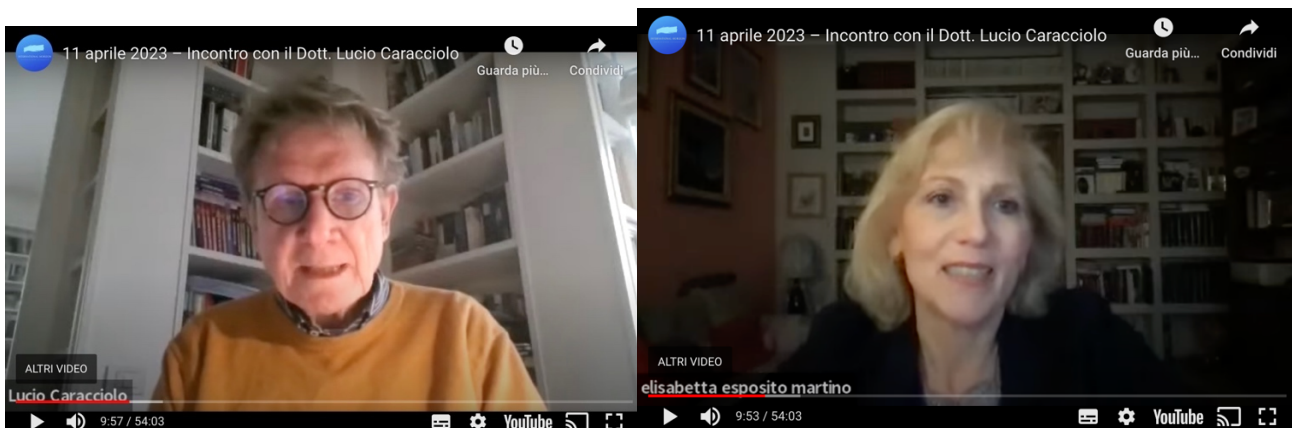 11 aprile 2023 – Incontro con il Dott. Lucio Caracciolo
Guarda più...
Condividi
ALTRI VIDEO
Lucio Caracciolo
9:57 / 54:03
YouTube
11 aprile 2023 – Incontro con il Dott. Lucio Caracciolo
Guarda più...
Condividi
ALTRI VIDEO
elisabetta esposito martino
9:53 / 54:03
YouTube